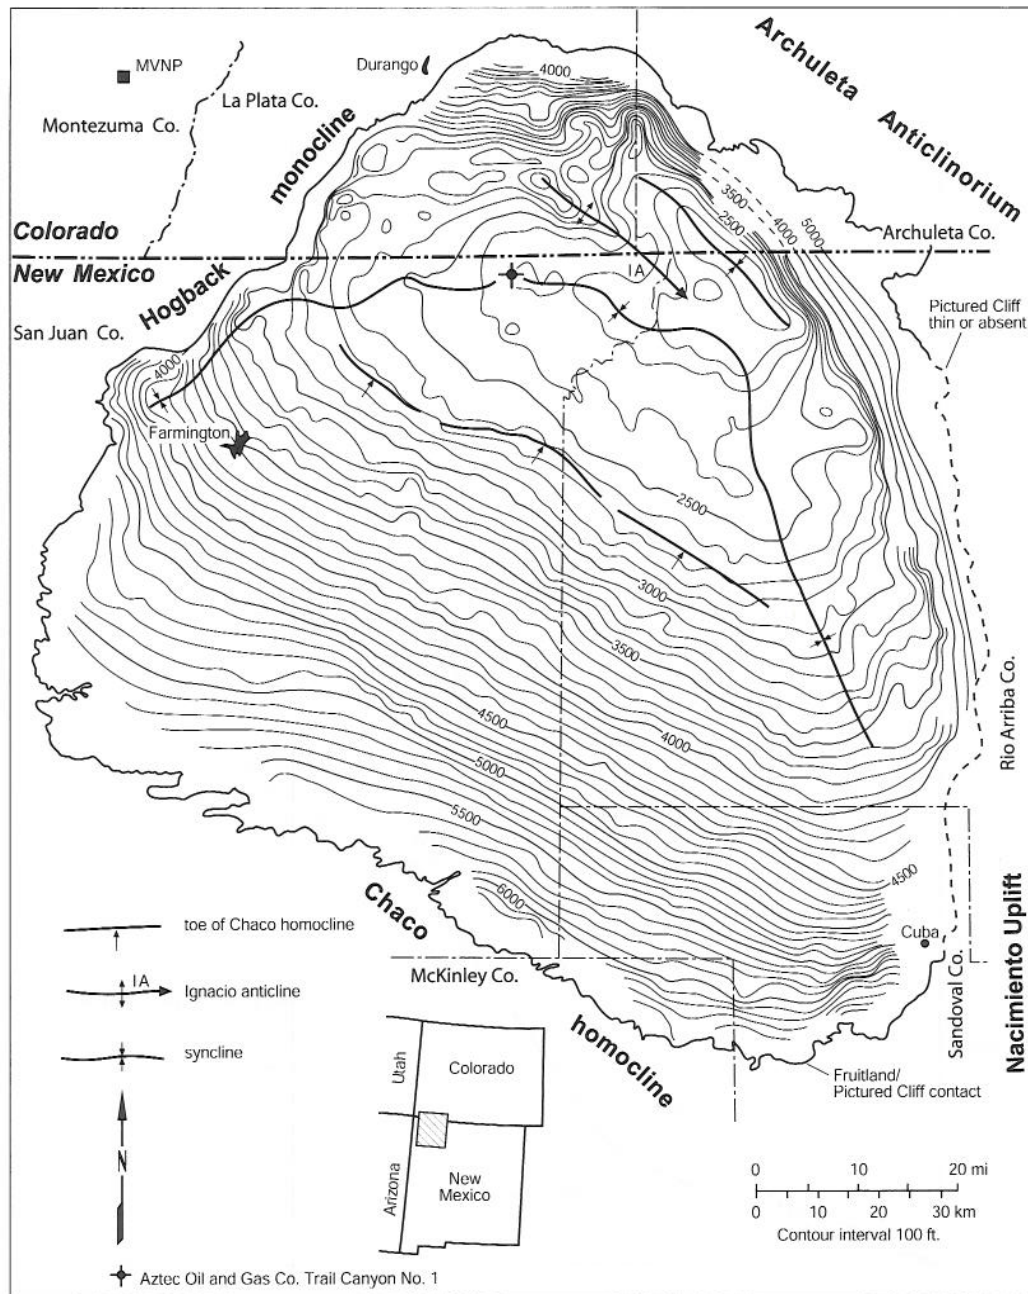 MVNP
Durango
4000
Archuleta
Anticlinorium
La Plata Co.
Montezuma Co.
monocline
3500
2500
4000
5000
Colorado
Archuleta Co.
New Mexico
IA
Hogback
San Juan Co.
Pictured Cliff
thin or absent
4000
Farmington
2500
3000
3500
Rio Arriba Co.
4500
4000
5000
5500
4500
6000
Chaco
Cuba
Nacimiento Uplift
toe of Chaco homocline
McKinley Co.
Sandoval Co.
IA
Ignacio anticline
homocline
syncline
Fruitland/
Pictured Cliff contact
Utah
Colorado
N
Arizona
New
Mexico
0 10 20 mi
0 10 20 30 km
Contour interval 100 ft.
Aztec Oil and Gas Co. Trail Canyon No. 1